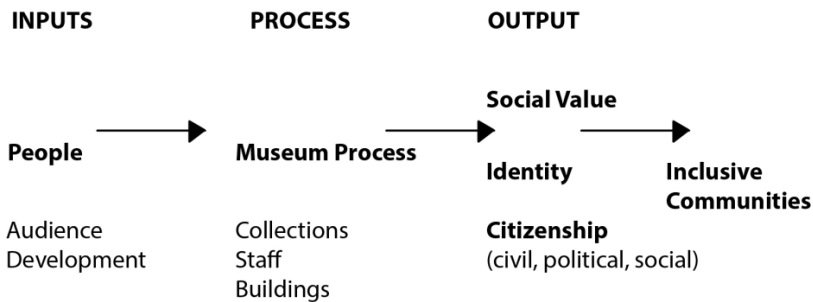 INPUTS
PROCESS
OUTPUT
Social Value
People
Museum Process
Identity
Inclusive
Communities
Audience
Development
Collections
Staff
Buildings
Citizenship
(civil, political, social)